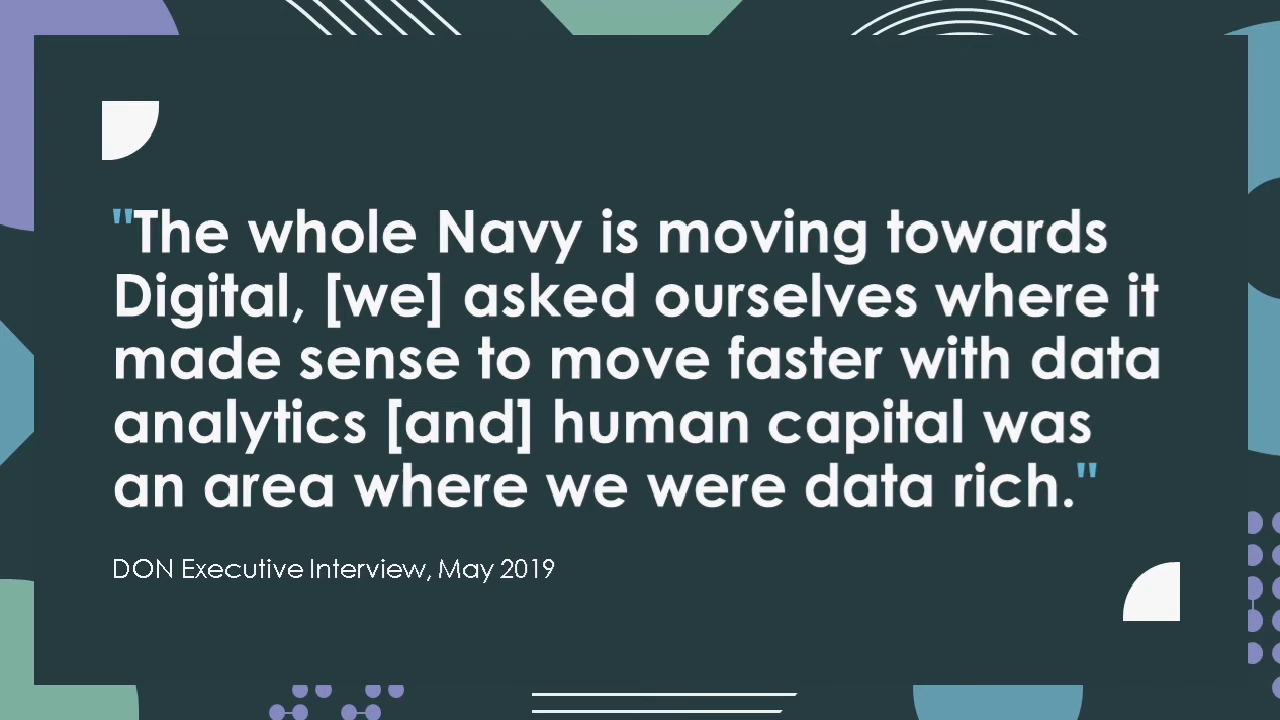 "The whole Navy is moving towards
Digital, [we] asked ourselves where it
made sense to move faster with data
analytics [and] human capital was
an area where we were data rich."
DON Executive Interview, May 2019